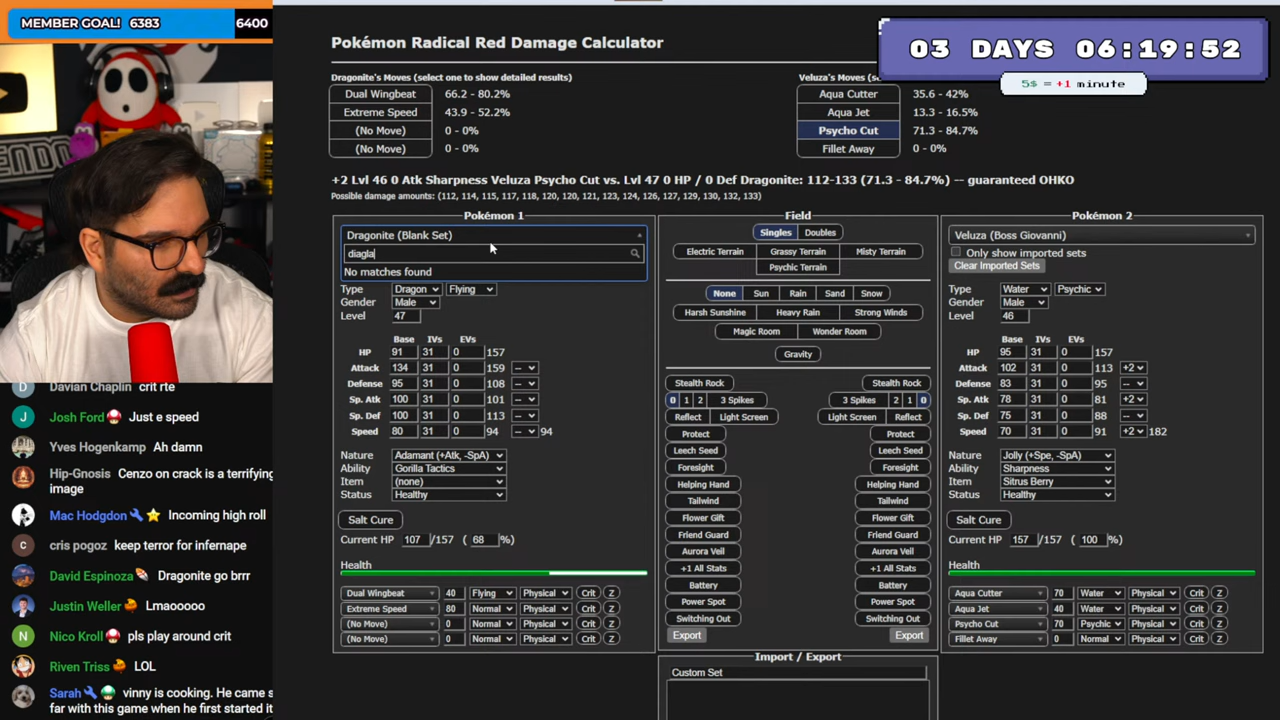 MEMBER GOAL! 6383 6400
03 DAYS 06:19:52
5$ = +1 minute
Pokémon Radical Red Damage Calculator
Dragonite's Moves (select one to show detailed results)
Dual Wingbeat 66.2 - 80.2%
Extreme Speed 43.9 - 52.2%
(No Move) 0 - 0%
(No Move) 0 - 0%
Veluza's Moves (se
Aqua Cutter 35.6 - 42%
Aqua Jet 13.3 - 16.5%
Psycho Cut 71.3 - 84.7%
Fillet Away 0 - 0%
+2 Lvl 46 0 Atk Sharpness Veluza Psycho Cut vs. Lvl 47 0 HP / 0 Def Dragonite: 112-133 (71.3 - 84.7%) -- guaranteed OHKO
Possible damage amounts: (112, 114, 115, 117, 118, 120, 120, 121, 123, 124, 126, 127, 129, 130, 132, 133)
Pokémon 1
Dragonite (Blank Set)
diagla
No matches found
Type Dragon Flying
Gender Male
Level 47
Base IVs EVs
HP 91 31 0 157
Attack 134 31 0 159 --
Defense 95 31 0 108 --
Sp. Atk 100 31 0 101 --
Sp. Def 100 31 0 113 --
Speed 80 31 0 94 -- 94
Nature Adamant (+Atk, -SpA)
Ability Gorilla Tactics
Item (none)
Status Healthy
Salt Cure
Current HP 107 /157 ( 68 %)
Health
Dual Wingbeat 40 Flying Physical Crit Z
Extreme Speed 80 Normal Physical Crit Z
(No Move) 0 Normal Physical Crit Z
(No Move) 0 Normal Physical Crit Z
Field
Singles Doubles
Electric Terrain Grassy Terrain Misty Terrain
Psychic Terrain
None Sun Rain Sand Snow
Harsh Sunshine Heavy Rain Strong Winds
Magic Room Wonder Room
Gravity
Stealth Rock Stealth Rock
0 1 2 3 Spikes 3 Spikes 2 1 0
Reflect Light Screen Light Screen Reflect
Protect Protect
Leech Seed Leech Seed
Foresight Foresight
Helping Hand Helping Hand
Tailwind Tailwind
Flower Gift Flower Gift
Friend Guard Friend Guard
Aurora Veil Aurora Veil
+1 All Stats +1 All Stats
Battery Battery
Power Spot Power Spot
Switching Out Switching Out
Export Export
Import / Export
Custom Set
Pokémon 2
Veluza (Boss Giovanni)
Only show imported sets
Clear Imported Sets
Type Water Psychic
Gender Male
Level 46
Base IVs EVs
HP 95 31 0 157
Attack 102 31 0 113 +2
Defense 83 31 0 95 --
Sp. Atk 78 31 0 81 --
Sp. Def 75 31 0 88 --
Speed 70 31 0 91 +2 182
Nature Jolly (+Spe, -SpA)
Ability Sharpness
Item Sitrus Berry
Status Healthy
Salt Cure
Current HP 157 /157 ( 100 %)
Health
Aqua Cutter 70 Water Physical Crit Z
Aqua Jet 40 Water Physical Crit Z
Psycho Cut 70 Psychic Physical Crit Z
Fillet Away 0 Normal Physical Crit Z
D Davian Chaplin crit rte
J Josh Ford Just e speed
Yves Hogenkamp Ah damn
Hip-Gnosis Cenzo on crack is a terrifying
image
Mac Hodgdon Incoming high roll
c cris pogoz keep terror for infernape
David Espinoza Dragonite go brrr
Justin Weller Lmaooooo
N Nico Kroll pls play around crit
Riven Triss LOL
Sarah vinny is cooking. He came s
far with this game when he first started it